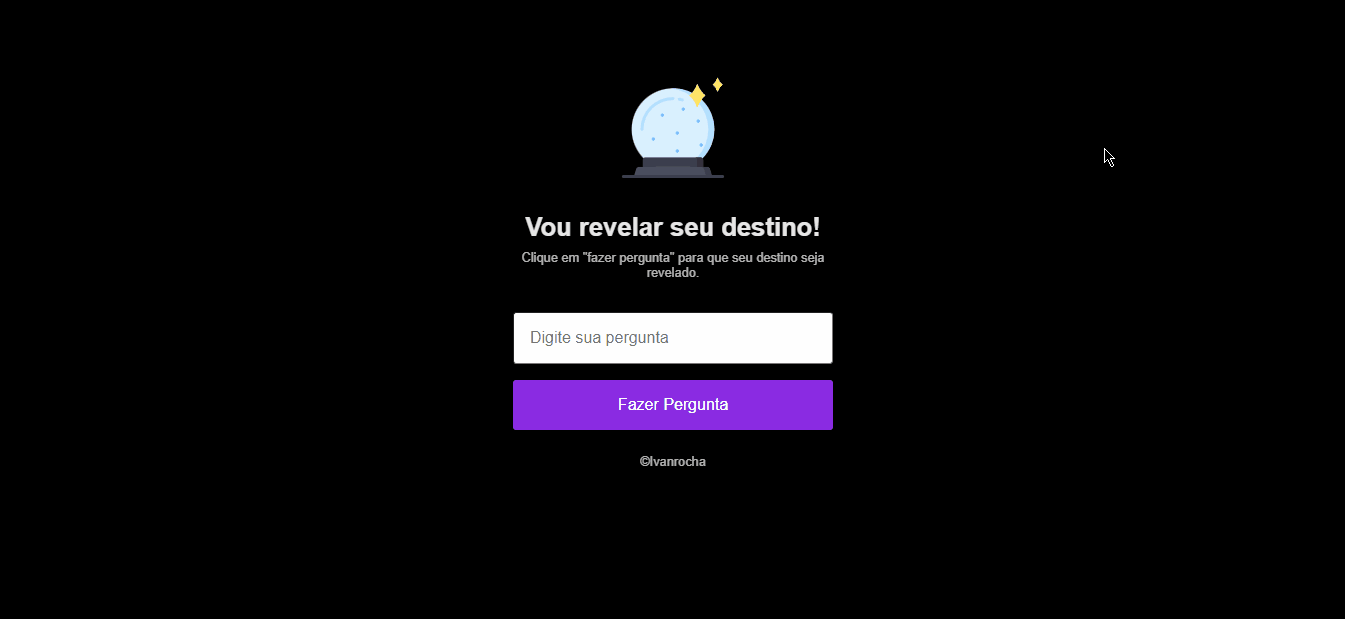 Vou revelar seu destino!
Clique em "fazer pergunta" para que seu destino seja
revelado.
Digite sua pergunta
Fazer Pergunta
©Ivanrocha